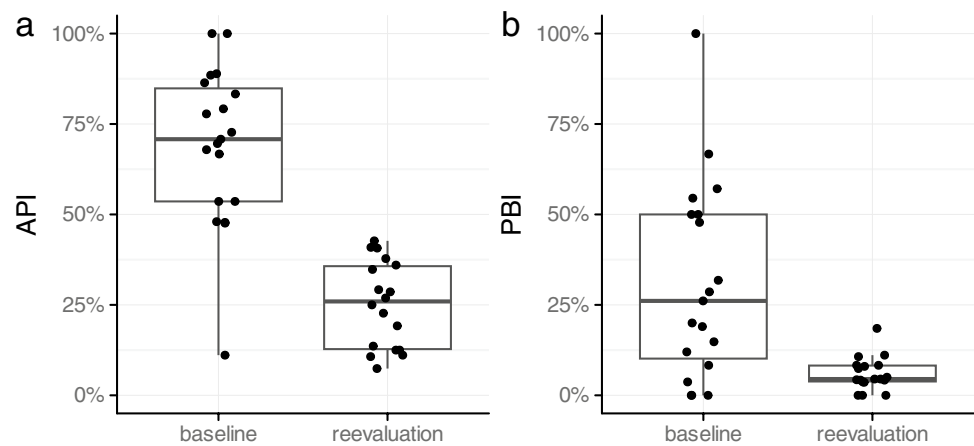 a
API
100%
75%
50%
25%
0%
baseline reevaluation
b
PBI
100%
75%
50%
25%
0%
baseline reevaluation